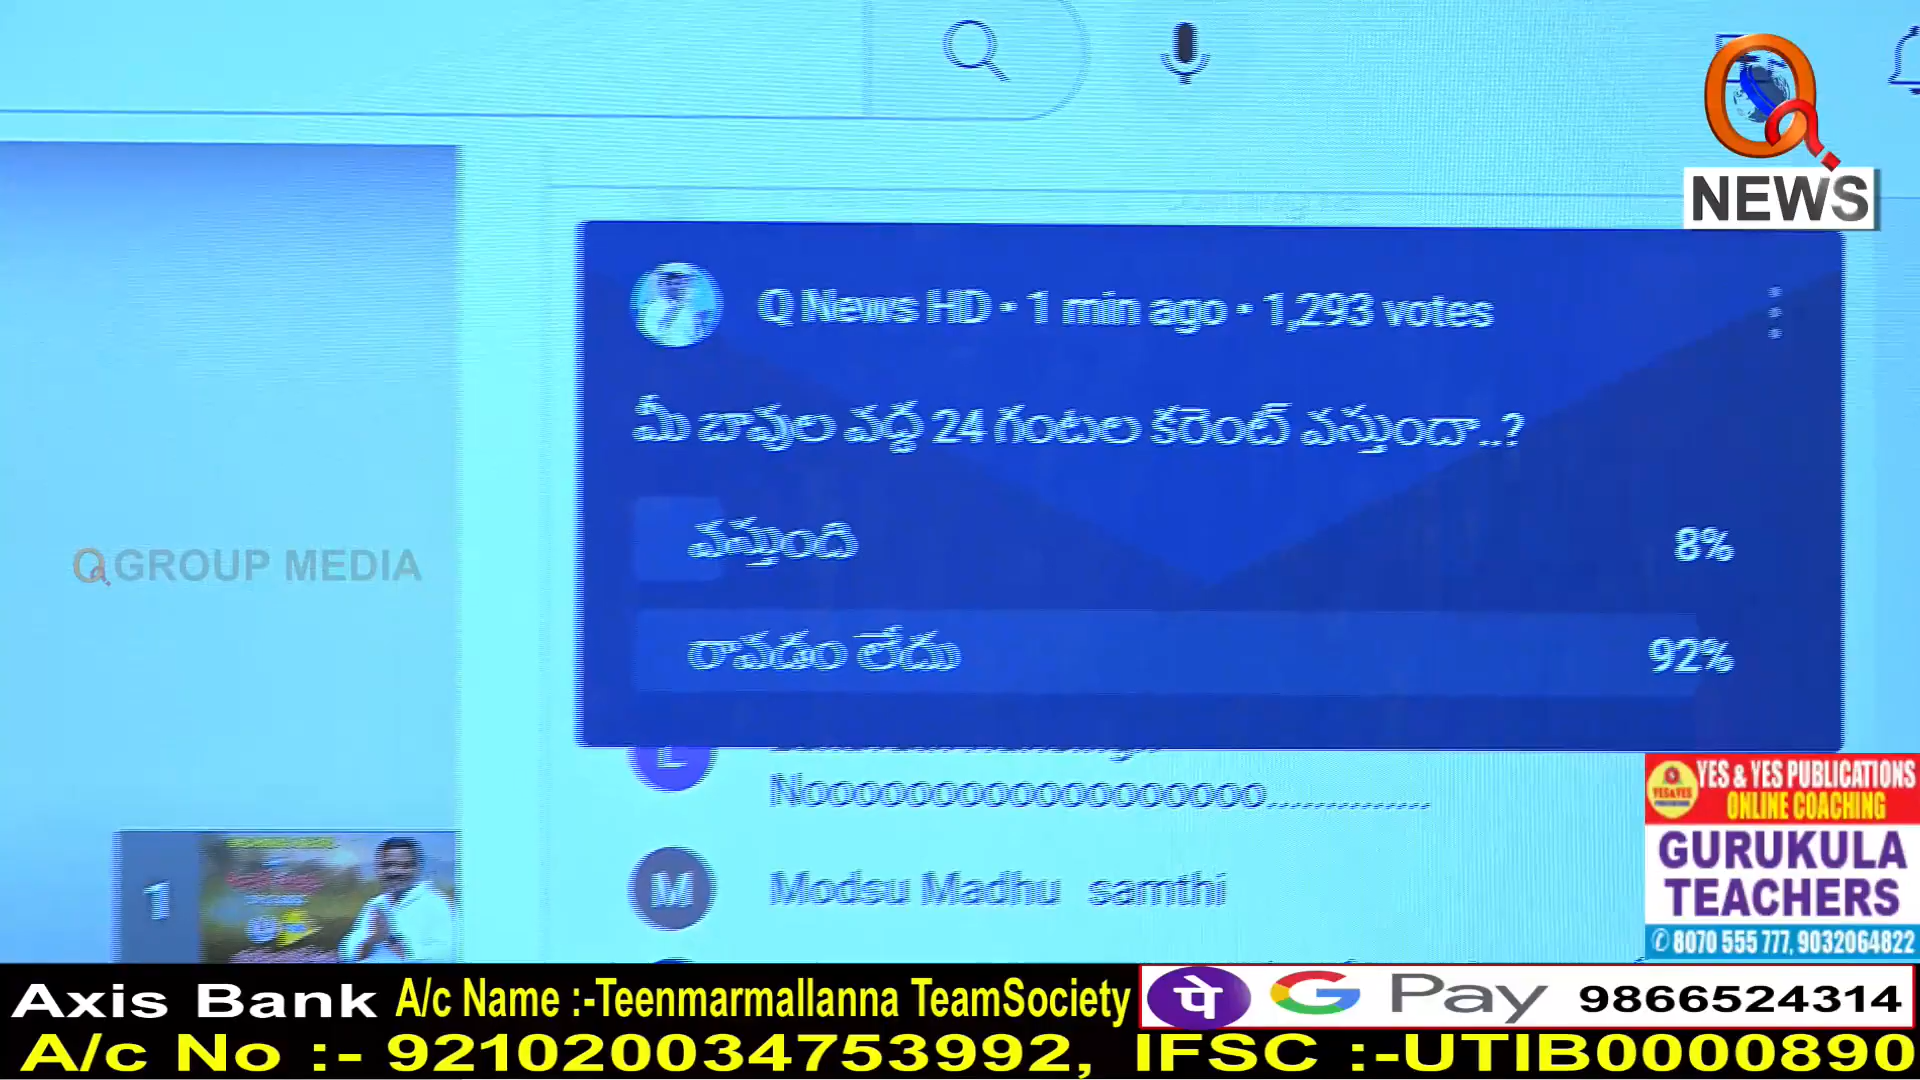 Q
NEWS
Q News HD • 1 min ago • 1,293 votes
మీ బావుల వద్ద 24 గంటల కరెంట్ వస్తుందా..?
వస్తుంది 8%
రావడం లేదు 92%
Q GROUP MEDIA
L
Nooooooooooooooooooo..............
M Modsu Madhu samthi
1
YES & YES PUBLICATIONS
ONLINE COACHING
GURUKULA
TEACHERS
8070 555 777, 9032064822
Axis Bank A/c Name :-Teenmarmallanna TeamSociety पे G Pay 9866524314
A/c No :- 921020034753992, IFSC :-UTIB0000890